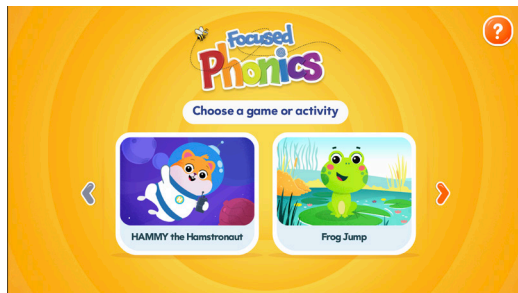 ?
Focused
Phonics
Choose a game or activity
HAMMY the Hamstronaut
Frog Jump